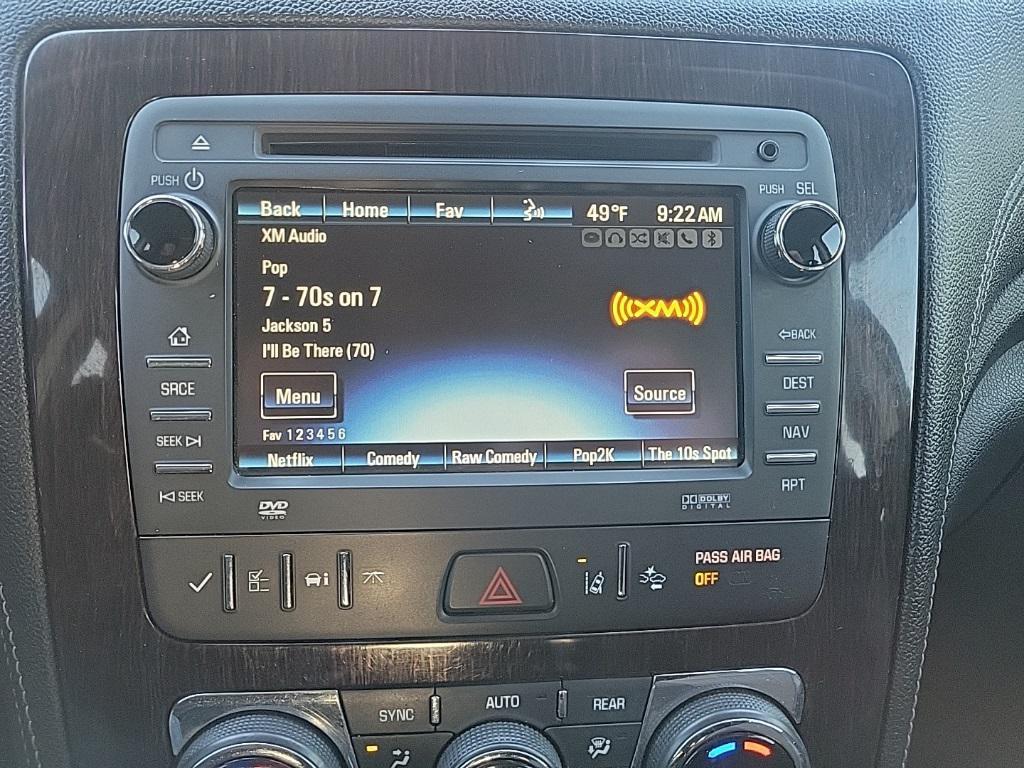 PUSH
PUSH SEL
Back Home Fav 49°F 9:22 AM
XM Audio
Pop
7 - 70s on 7
((XM))
Jackson 5
I'll Be There (70)
Menu Source
Fav 1 2 3 4 5 6
Netflix Comedy Raw Comedy Pop2K The 10s Spot
SRCE
SEEK
SEEK
BACK
DEST
NAV
RPT
DVD
VIDEO
DOLBY
DIGITAL
PASS AIR BAG
OFF
SYNC AUTO REAR